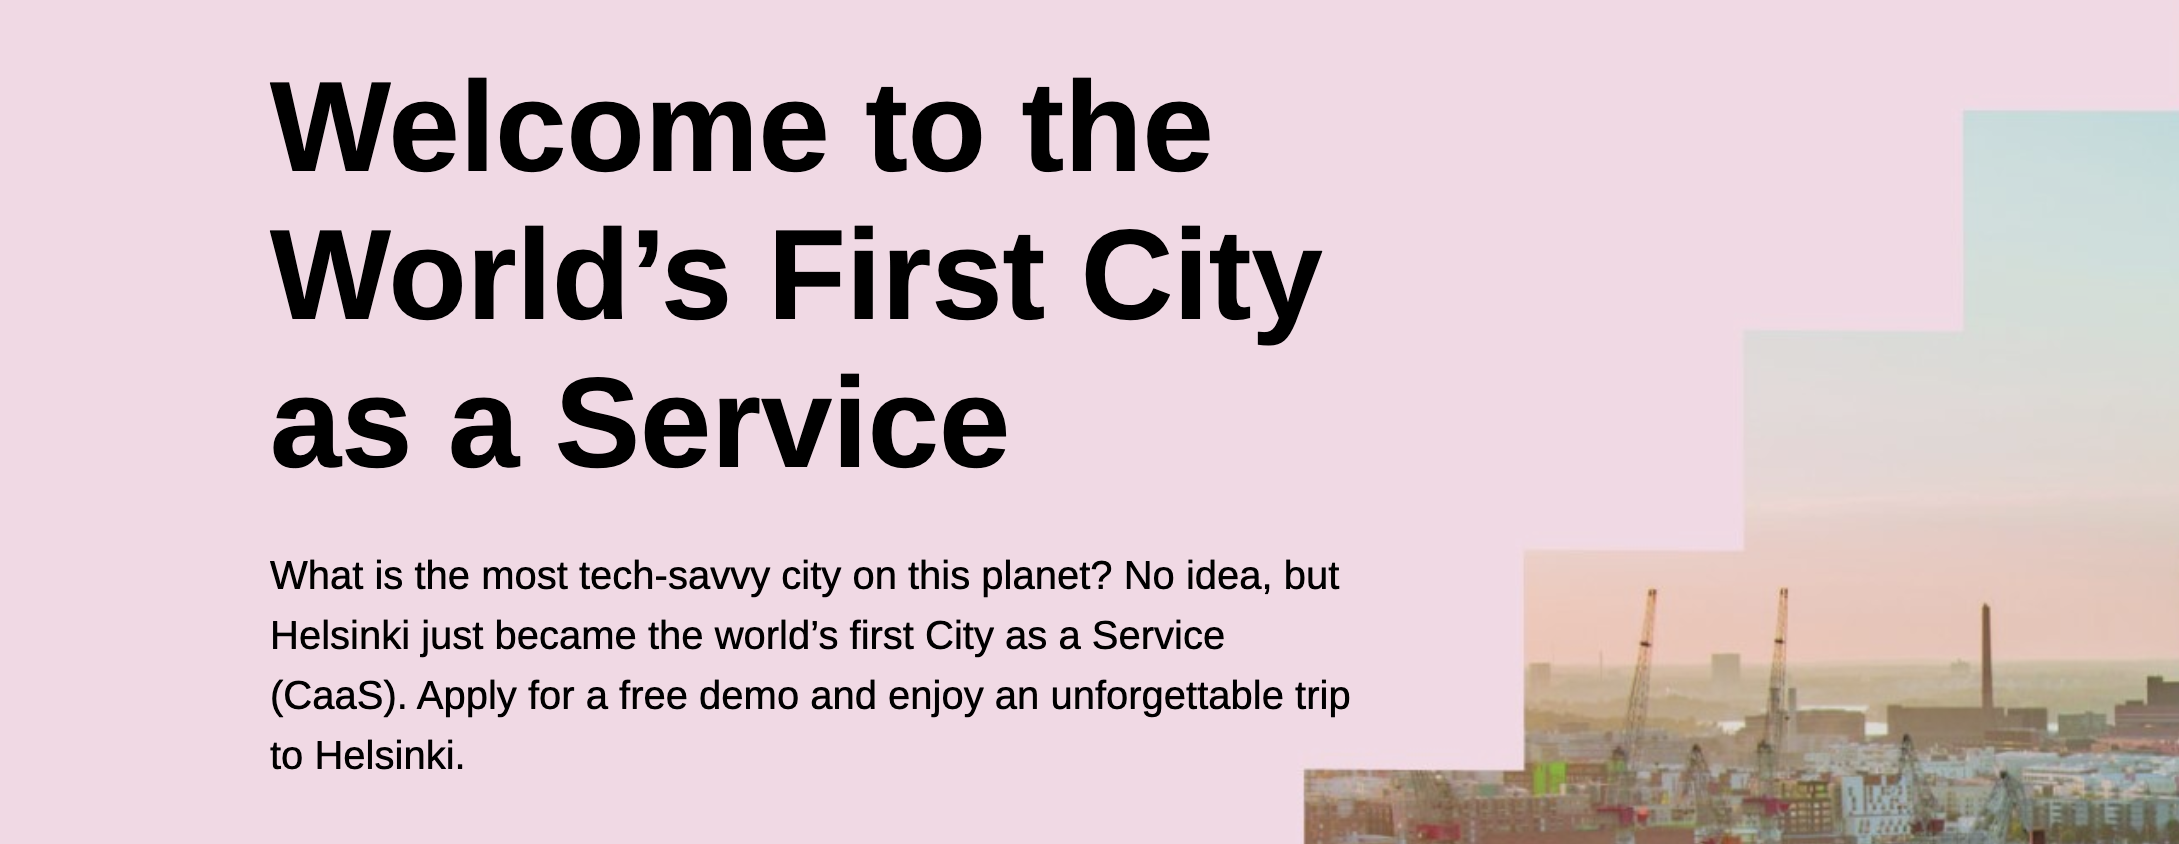 Welcome to the
World’s First City
as a Service
What is the most tech-savvy city on this planet? No idea, but
Helsinki just became the world’s first City as a Service
(CaaS). Apply for a free demo and enjoy an unforgettable trip
to Helsinki.